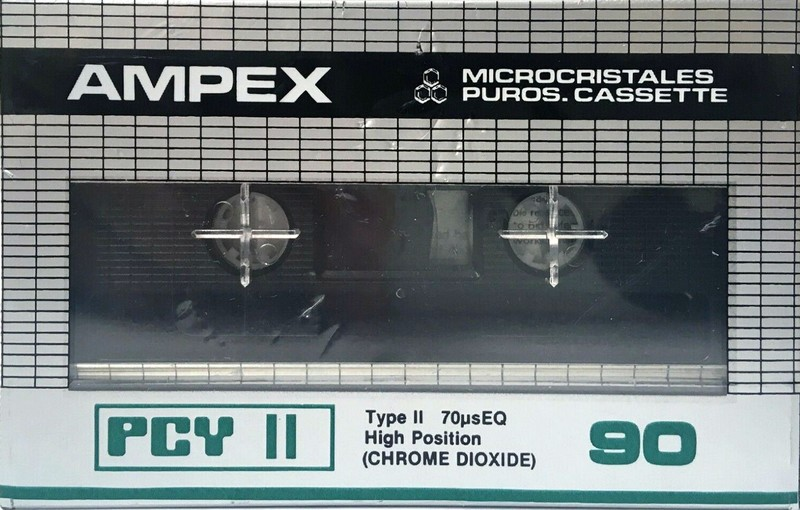 AMPEX
MICROCRISTALES
PUROS. CASSETTE
PCY II
Type II 70µsEQ
High Position
(CHROME DIOXIDE)
90